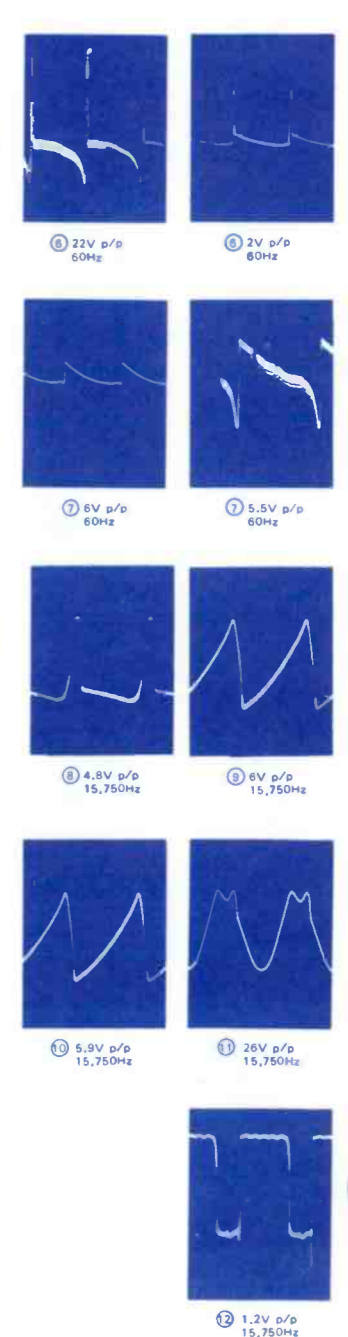 ⑥ 22V p/p
60Hz
⑥ 2V p/p
60Hz
⑦ 6V p/p
60Hz
⑦ 5.5V p/p
60Hz
⑧ 4.8V p/p
15,750Hz
⑨ 6V p/p
15,750Hz
⑩ 5.9V p/p
15,750Hz
⑪ 26V p/p
15,750Hz
⑫ 1.2V p/p
15,750Hz